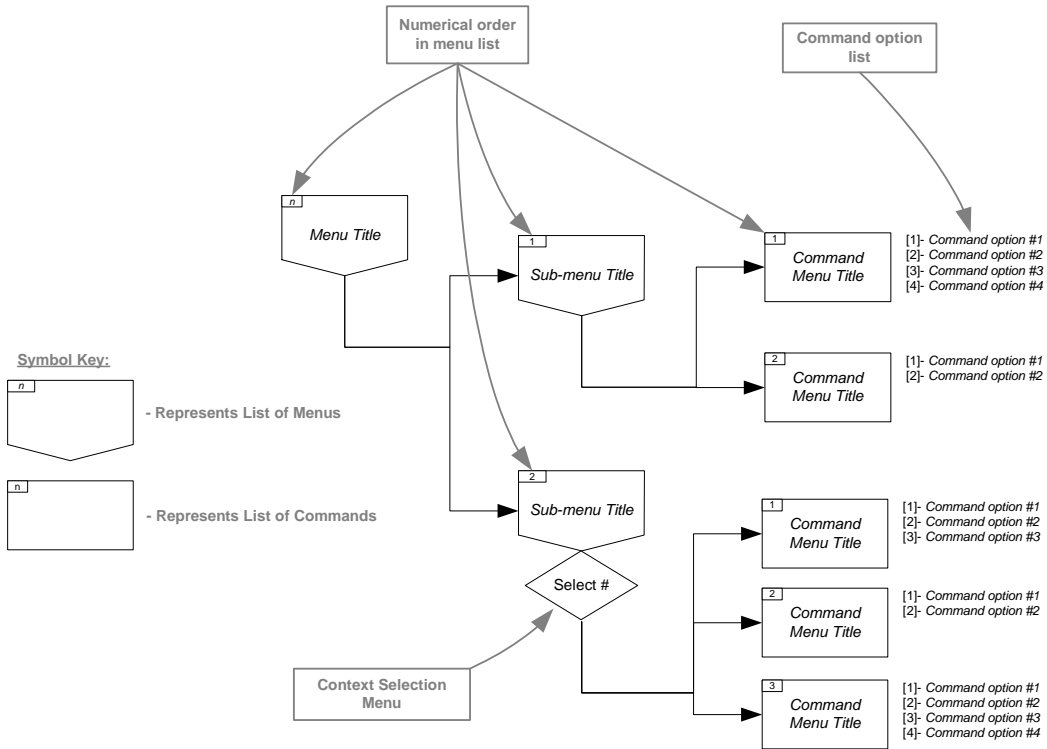 Numerical order
in menu list
Command option
list
n
Menu Title
1
Sub-menu Title
1
Command
Menu Title
[1]- Command option #1
[2]- Command option #2
[3]- Command option #3
[4]- Command option #4
2
Command
Menu Title
[1]- Command option #1
[2]- Command option #2
Symbol Key:
n
- Represents List of Menus
n
- Represents List of Commands
2
Sub-menu Title
Select #
Context Selection
Menu
1
Command
Menu Title
[1]- Command option #1
[2]- Command option #2
[3]- Command option #3
2
Command
Menu Title
[1]- Command option #1
[2]- Command option #2
3
Command
Menu Title
[1]- Command option #1
[2]- Command option #2
[3]- Command option #3
[4]- Command option #4